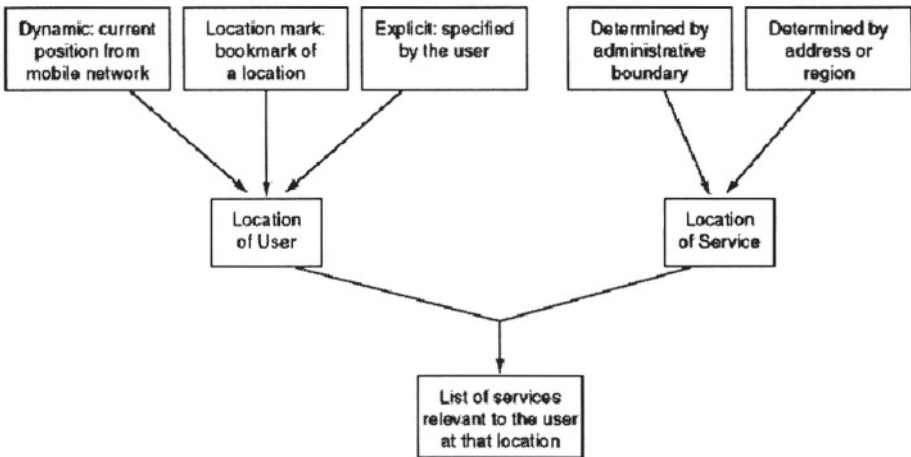 Dynamic: current
position from
mobile network
Location mark:
bookmark of
a location
Explicit: specified
by the user
Determined by
administrative
boundary
Determined by
address or
region
Location
of User
Location
of Service
List of services
relevant to the user
at that location